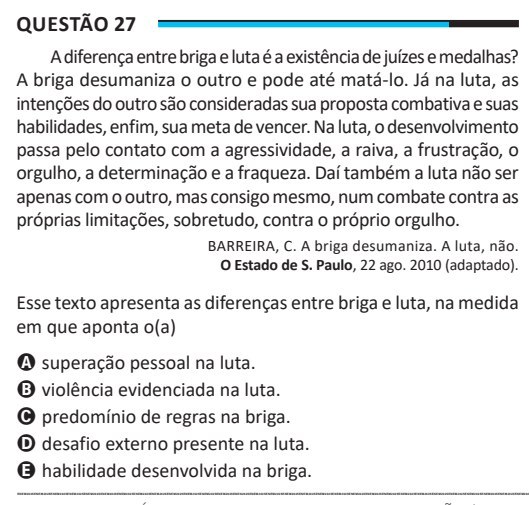 QUESTÃO 27
A diferença entre briga e luta é a existência de juízes e medalhas?
A briga desumaniza o outro e pode até matá-lo. Já na luta, as
intenções do outro são consideradas sua proposta combativa e suas
habilidades, enfim, sua meta de vencer. Na luta, o desenvolvimento
passa pelo contato com a agressividade, a raiva, a frustração, o
orgulho, a determinação e a fraqueza. Daí também a luta não ser
apenas com o outro, mas consigo mesmo, num combate contra as
próprias limitações, sobretudo, contra o próprio orgulho.
BARREIRA, C. A briga desumaniza. A luta, não.
O Estado de S. Paulo, 22 ago. 2010 (adaptado).
Esse texto apresenta as diferenças entre briga e luta, na medida
em que aponta o(a)
A superação pessoal na luta.
B violência evidenciada na luta.
C predomínio de regras na briga.
D desafio externo presente na luta.
E habilidade desenvolvida na briga.